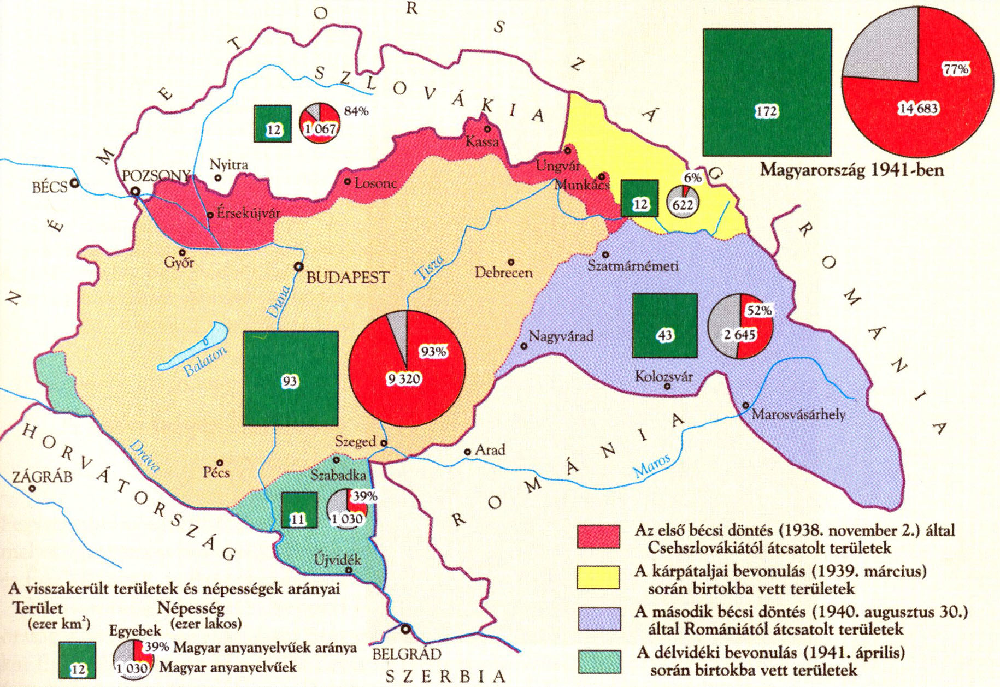 NÉMETORSZÁG
SZLOVÁKIA
172
77%
14 683
Magyarország 1941-ben
12
1 067
84%
Kassa
Ungvár
Munkács
6%
12
622
Nyitra
POZSONY
BÉCS
Losonc
Érsekújvár
Győr
BUDAPEST
Duna
Tisza
Debrecen
Szatmárnémeti
ROMÁNIA
43
52%
2 645
Nagyvárad
Kolozsvár
Marosvásárhely
Balaton
93
93%
9 320
Szeged
Arad
Maros
ROMÁNIA
HORVÁTORSZÁG
Dráva
ZÁGRÁB
Pécs
Szabadka
11
39%
1 030
Újvidék
BELGRÁD
SZERBIA
A visszakerült területek és népességek arányai
Terület
(ezer km²)
Népesség
(ezer lakos)
Egyebek
12
39% Magyar anyanyelvűek aránya
1 030 Magyar anyanyelvűek
Az első bécsi döntés (1938. november 2.) által
Csehszlovákiától átcsatolt területek
A kárpátaljai bevonulás (1939. március)
során birtokba vett területek
A második bécsi döntés (1940. augusztus 30.)
által Romániától átcsatolt területek
A délvidéki bevonulás (1941. április)
során birtokba vett területek